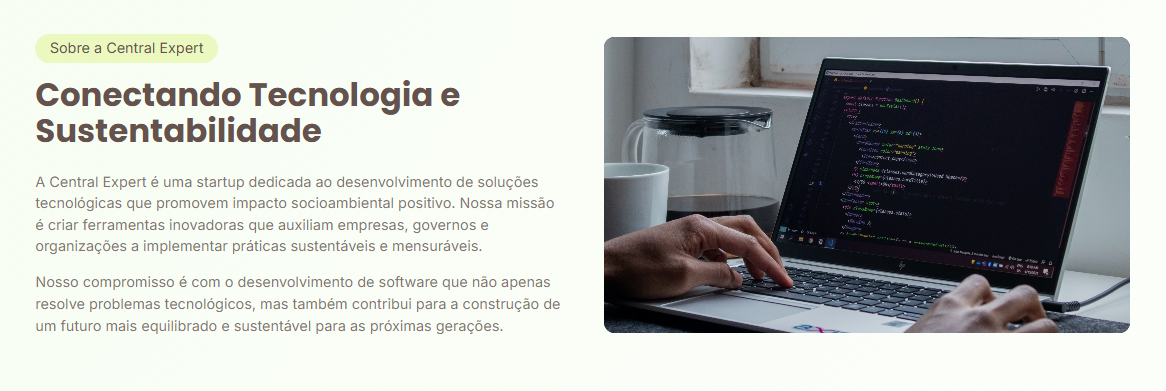 Sobre a Central Expert
Conectando Tecnologia e
Sustentabilidade
A Central Expert é uma startup dedicada ao desenvolvimento de soluções
tecnológicas que promovem impacto socioambiental positivo. Nossa missão
é criar ferramentas inovadoras que auxiliam empresas, governos e
organizações a implementar práticas sustentáveis e mensuráveis.
Nosso compromisso é com o desenvolvimento de software que não apenas
resolve problemas tecnológicos, mas também contribui para a construção de
um futuro mais equilibrado e sustentável para as próximas gerações.